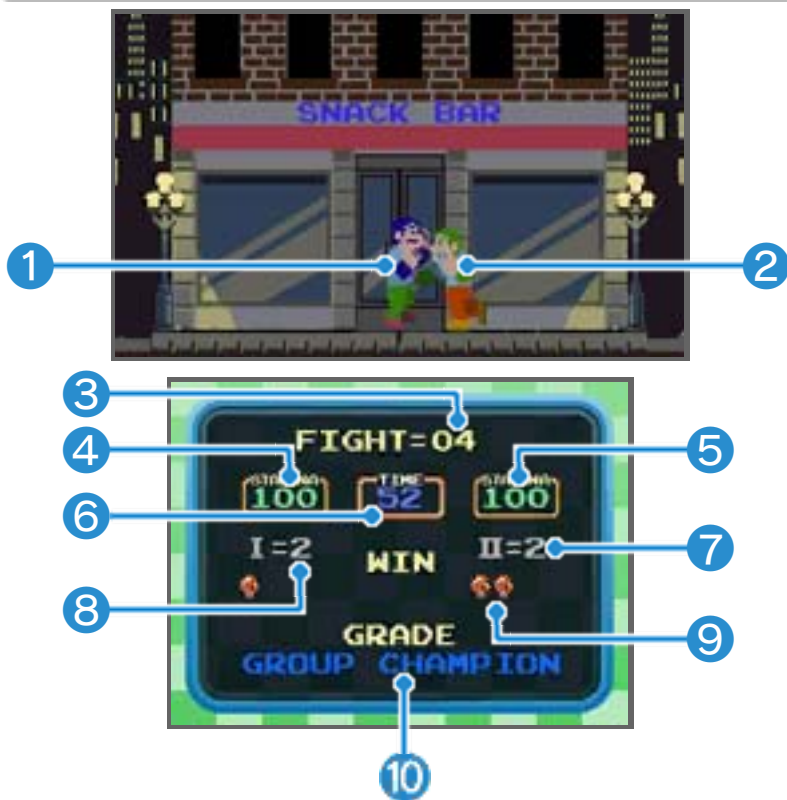 SNACK BAR
1
2
3
FIGHT=04
4
5
STAMINA TIME STAMINA
100 52 100
6
I=2 WIN II=2
7
8
9
GRADE
GROUP CHAMPION
10